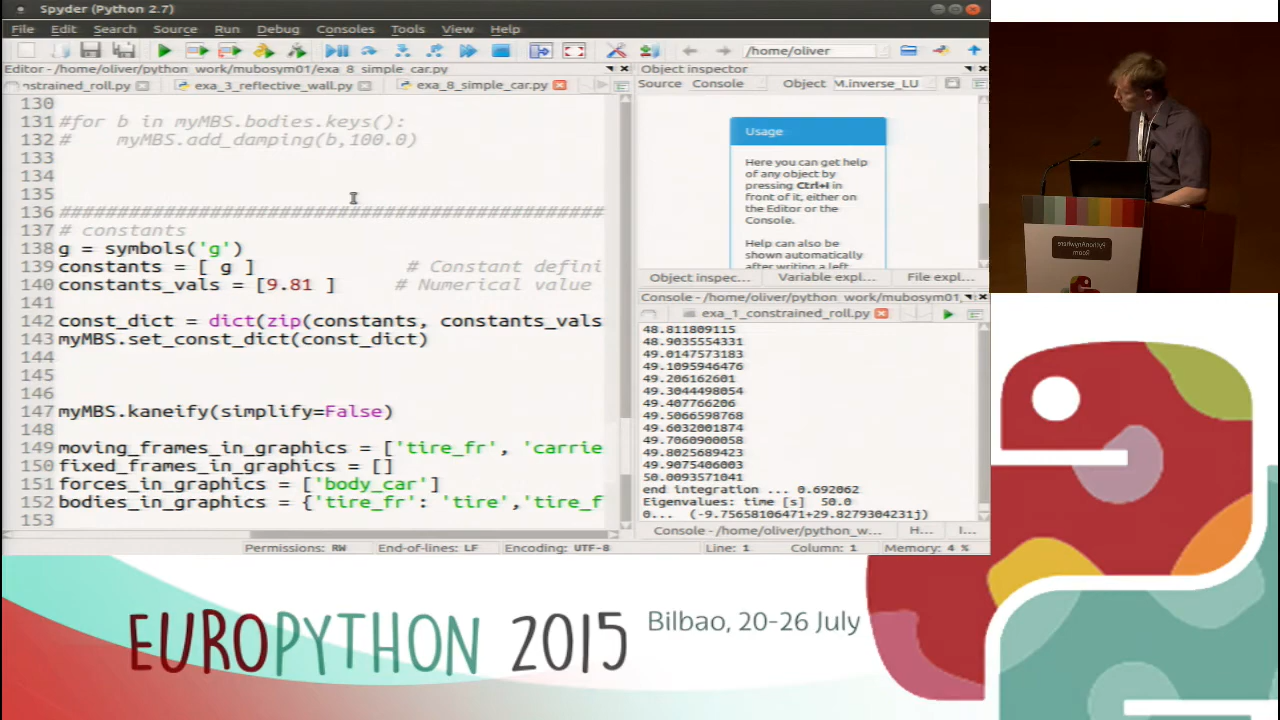 Spyder (Python 2.7)
File Edit Search Source Run Debug Consoles Tools View Help
/home/oliver
Editor - /home/oliver/python_work/mubosym01/exa_8_simple_car.py
nstrained_roll.py exa_3_reflective_wall.py exa_8_simple_car.py
130
131 #for b in myMBS.bodies.keys():
132 # myMBS.add_damping(b,100.0)
133
134
135
136 ################################################
137 # constants
138 g = symbols('g')
139 constants = [ g ] # Constant defini
140 constants_vals = [9.81 ] # Numerical value
141
142 const_dict = dict(zip(constants, constants_vals
143 myMBS.set_const_dict(const_dict)
144
145
146
147 myMBS.kaneify(simplify=False)
148
149 moving_frames_in_graphics = ['tire_fr', 'carrie
150 fixed_frames_in_graphics = []
151 forces_in_graphics = ['body_car']
152 bodies_in_graphics = {'tire_fr': 'tire','tire_f
153
Object inspector
Source Console Object M.inverse_LU
Usage
Here you can get help
of any object by
pressing Ctrl+I in
front of it, either on
the Editor or the
Console.
Help can also be
shown automatically
after writing a left
Object inspec... Variable expl... File expl...
Console - /home/oliver/python_work/mubosym01,
exa_1_constrained_roll.py
48.811809115
48.9035554331
49.0147573183
49.1095946476
49.206162601
49.3044498054
49.407766206
49.5066598768
49.6032001874
49.7060900058
49.8025689423
49.9075406003
50.0093571041
end integration ... 0.692062
Eigenvalues: time [s] 50.0
0... (-9.75658106471+29.8279304231j)
Console - /home/oliver/python_w... H... I...
Permissions: RW End-of-lines: LF Encoding: UTF-8 Line: 1 Column: 1 Memory: 4 %
PythonAnywhere
Room
EUROPYTHON 2015
Bilbao, 20-26 July